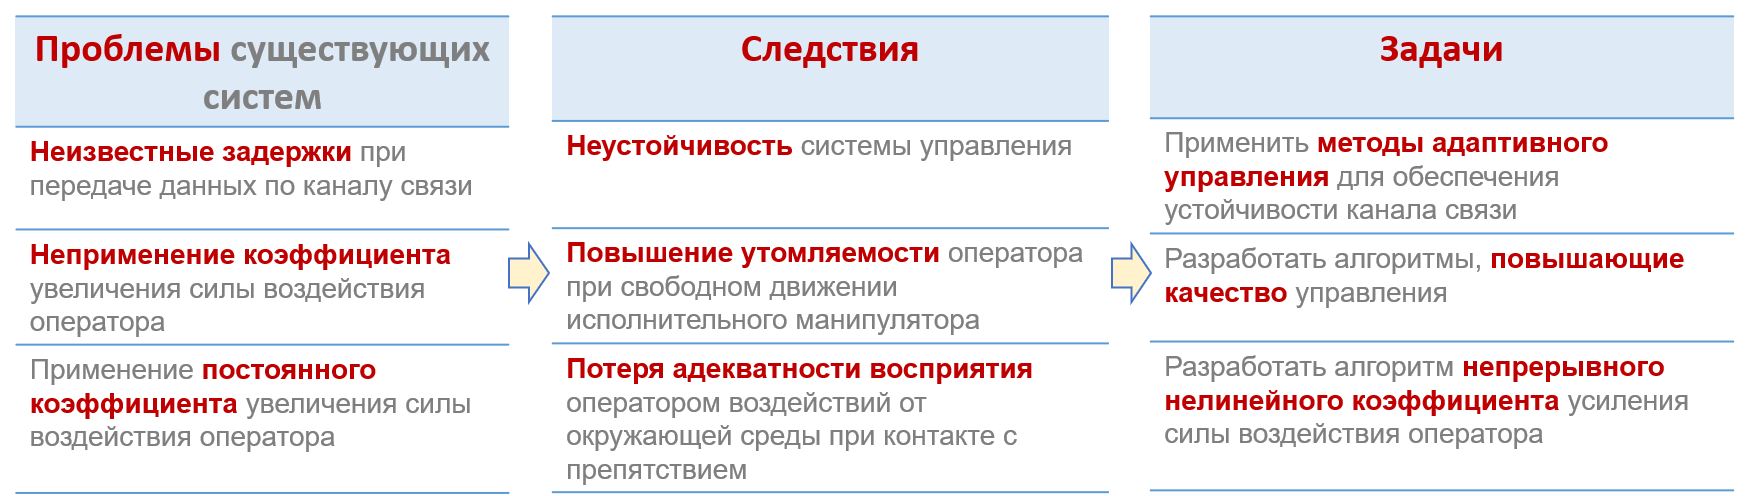 Проблемы существующих
систем
Неизвестные задержки при
передаче данных по каналу связи
Неприменение коэффициента
увеличения силы воздействия
оператора
Применение постоянного
коэффициента увеличения силы
воздействия оператора
Следствия
Неустойчивость системы управления
Повышение утомляемости оператора
при свободном движении
исполнительного манипулятора
Потеря адекватности восприятия
оператором воздействий от
окружающей среды при контакте с
препятствием
Задачи
Применить методы адаптивного
управления для обеспечения
устойчивости канала связи
Разработать алгоритмы, повышающие
качество управления
Разработать алгоритм непрерывного
нелинейного коэффициента усиления
силы воздействия оператора